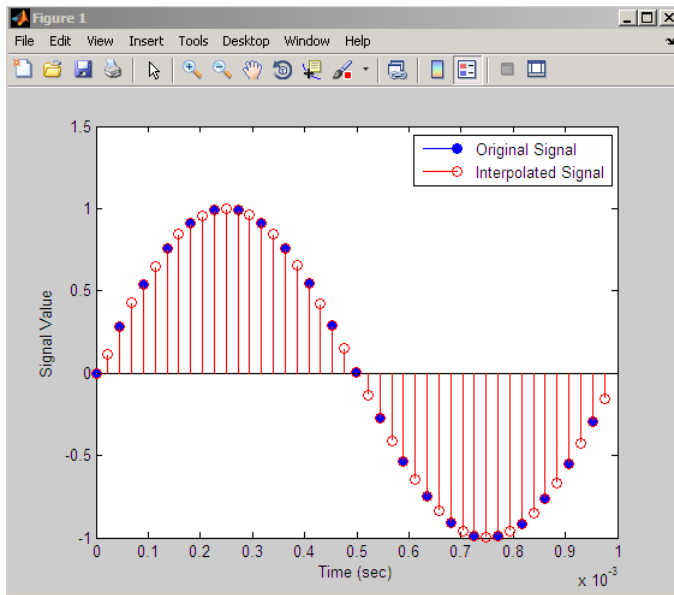 Figure 1
File Edit View Insert Tools Desktop Window Help
Original Signal
Interpolated Signal
1.5
1
0.5
0
-0.5
-1
Signal Value
0 0.1 0.2 0.3 0.4 0.5 0.6 0.7 0.8 0.9 1
Time (sec)
x 10⁻³